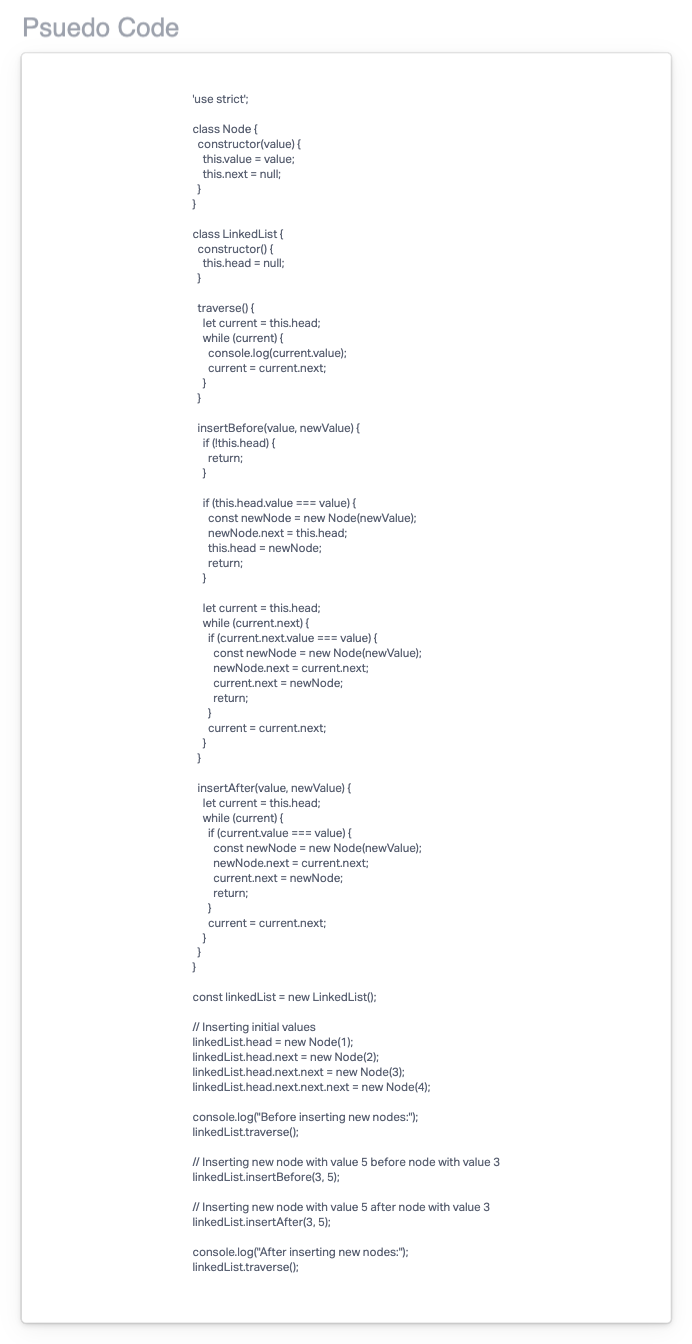 Psuedo Code
'use strict';
class Node {
constructor(value) {
this.value = value;
this.next = null;
}
}
class LinkedList {
constructor() {
this.head = null;
}
traverse() {
let current = this.head;
while (current) {
console.log(current.value);
current = current.next;
}
}
insertBefore(value, newValue) {
if (!this.head) {
return;
}
if (this.head.value === value) {
const newNode = new Node(newValue);
newNode.next = this.head;
this.head = newNode;
return;
}
let current = this.head;
while (current.next) {
if (current.next.value === value) {
const newNode = new Node(newValue);
newNode.next = current.next;
current.next = newNode;
return;
}
current = current.next;
}
}
insertAfter(value, newValue) {
let current = this.head;
while (current) {
if (current.value === value) {
const newNode = new Node(newValue);
newNode.next = current.next;
current.next = newNode;
return;
}
current = current.next;
}
}
}
const linkedList = new LinkedList();
// Inserting initial values
linkedList.head = new Node(1);
linkedList.head.next = new Node(2);
linkedList.head.next.next = new Node(3);
linkedList.head.next.next.next = new Node(4);
console.log("Before inserting new nodes:");
linkedList.traverse();
// Inserting new node with value 5 before node with value 3
linkedList.insertBefore(3, 5);
// Inserting new node with value 5 after node with value 3
linkedList.insertAfter(3, 5);
console.log("After inserting new nodes:");
linkedList.traverse();